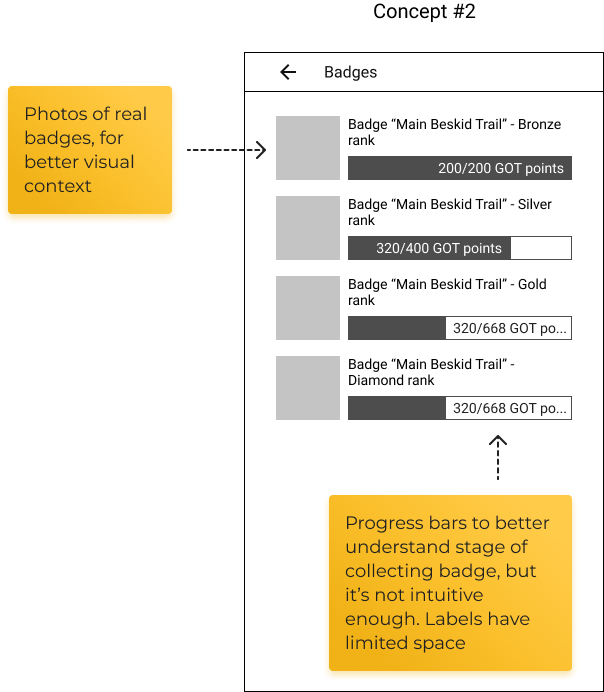 Concept #2
Badges
Photos of real
badges, for
better visual
context
Badge “Main Beskid Trail” - Bronze
rank
200/200 GOT points
Badge “Main Beskid Trail” - Silver
rank
320/400 GOT points
Badge “Main Beskid Trail” - Gold
rank
320/668 GOT po...
Badge “Main Beskid Trail” -
Diamond rank
320/668 GOT po...
Progress bars to better
understand stage of
collecting badge, but
it’s not intuitive
enough. Labels have
limited space